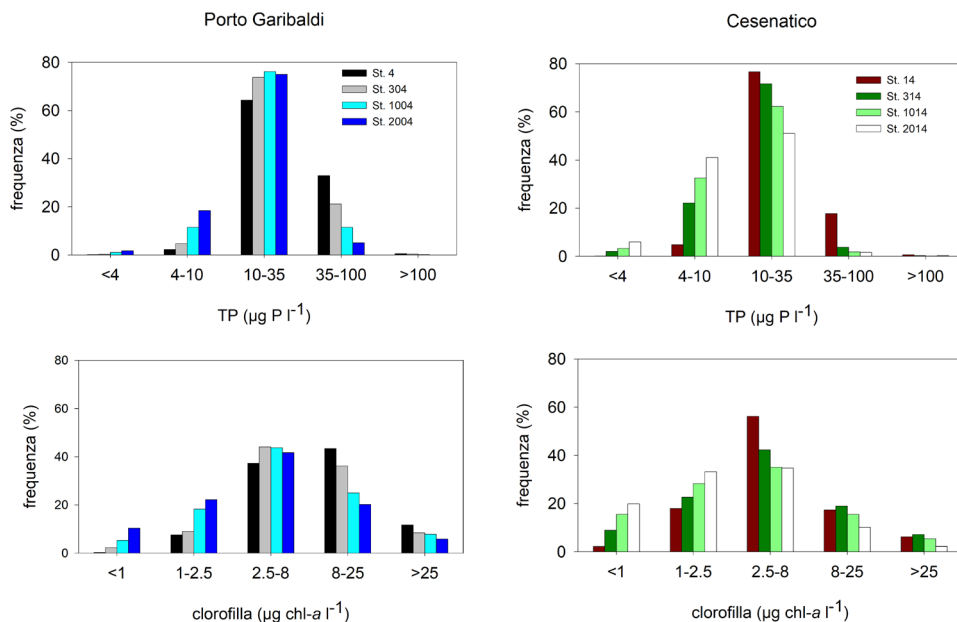 Porto Garibaldi
80
60
40
20
0
frequenza (%)
St. 4
St. 304
St. 1004
St. 2004
<4 4-10 10-35 35-100 >100
TP (µg P l-1)
Cesenatico
80
60
40
20
0
frequenza (%)
St. 14
St. 314
St. 1014
St. 2014
<4 4-10 10-35 35-100 >100
TP (µg P l-1)
80
60
40
20
0
frequenza (%)
<1 1-2.5 2.5-8 8-25 >25
clorofilla (µg chl-a l-1)
80
60
40
20
0
frequenza (%)
<1 1-2.5 2.5-8 8-25 >25
clorofilla (µg chl-a l-1)